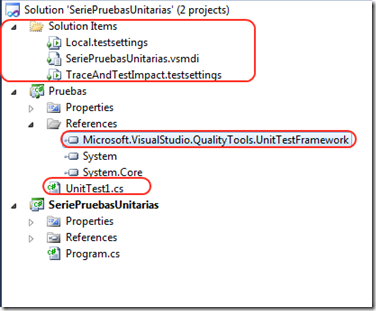 Solution 'SeriePruebasUnitarias' (2 projects)
Solution Items
Local.testsettings
SeriePruebasUnitarias.vsmdi
TraceAndTestImpact.testsettings
Pruebas
Properties
References
Microsoft.VisualStudio.QualityTools.UnitTestFramework
System
System.Core
UnitTest1.cs
SeriePruebasUnitarias
Properties
References
Program.cs